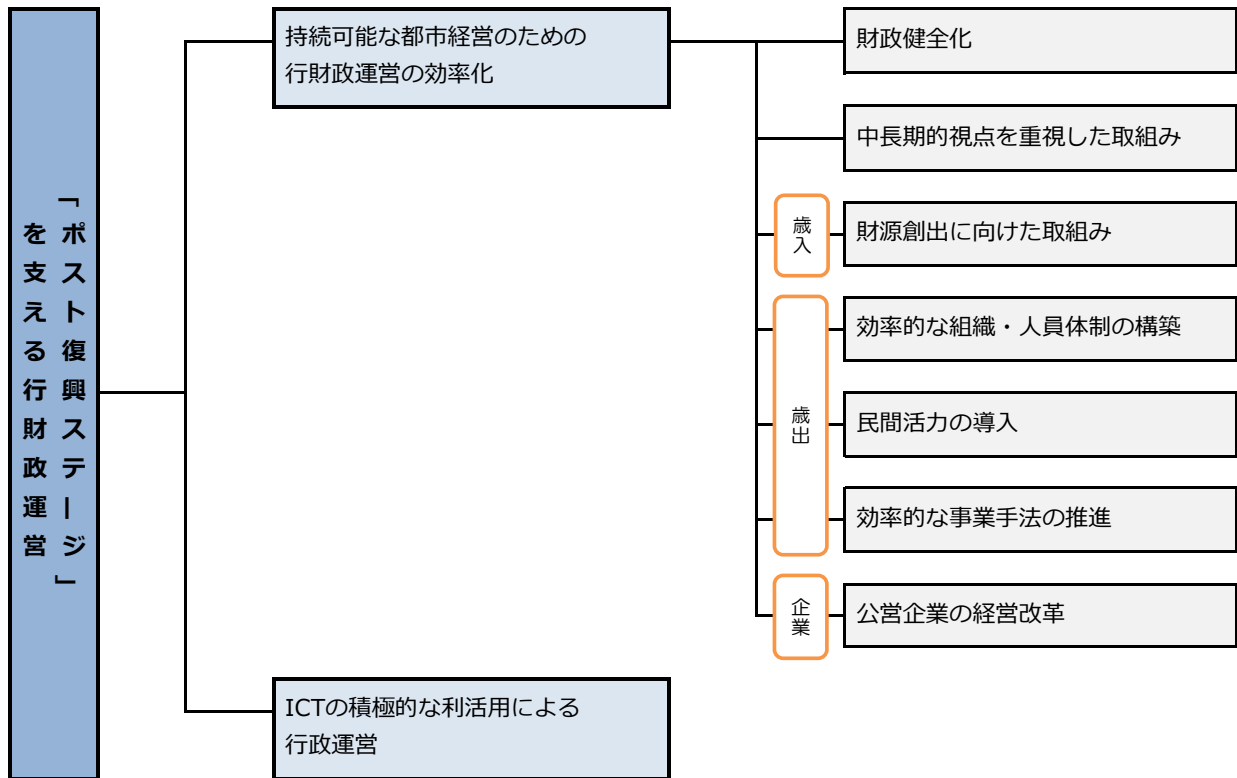 「ポスト復興ステージ」
を支える行財政運営
持続可能な都市経営のための
行財政運営の効率化
財政健全化
中長期的視点を重視した取組み
歳入
財源創出に向けた取組み
歳出
効率的な組織・人員体制の構築
民間活力の導入
効率的な事業手法の推進
企業
公営企業の経営改革
ICTの積極的な利活用による
行政運営